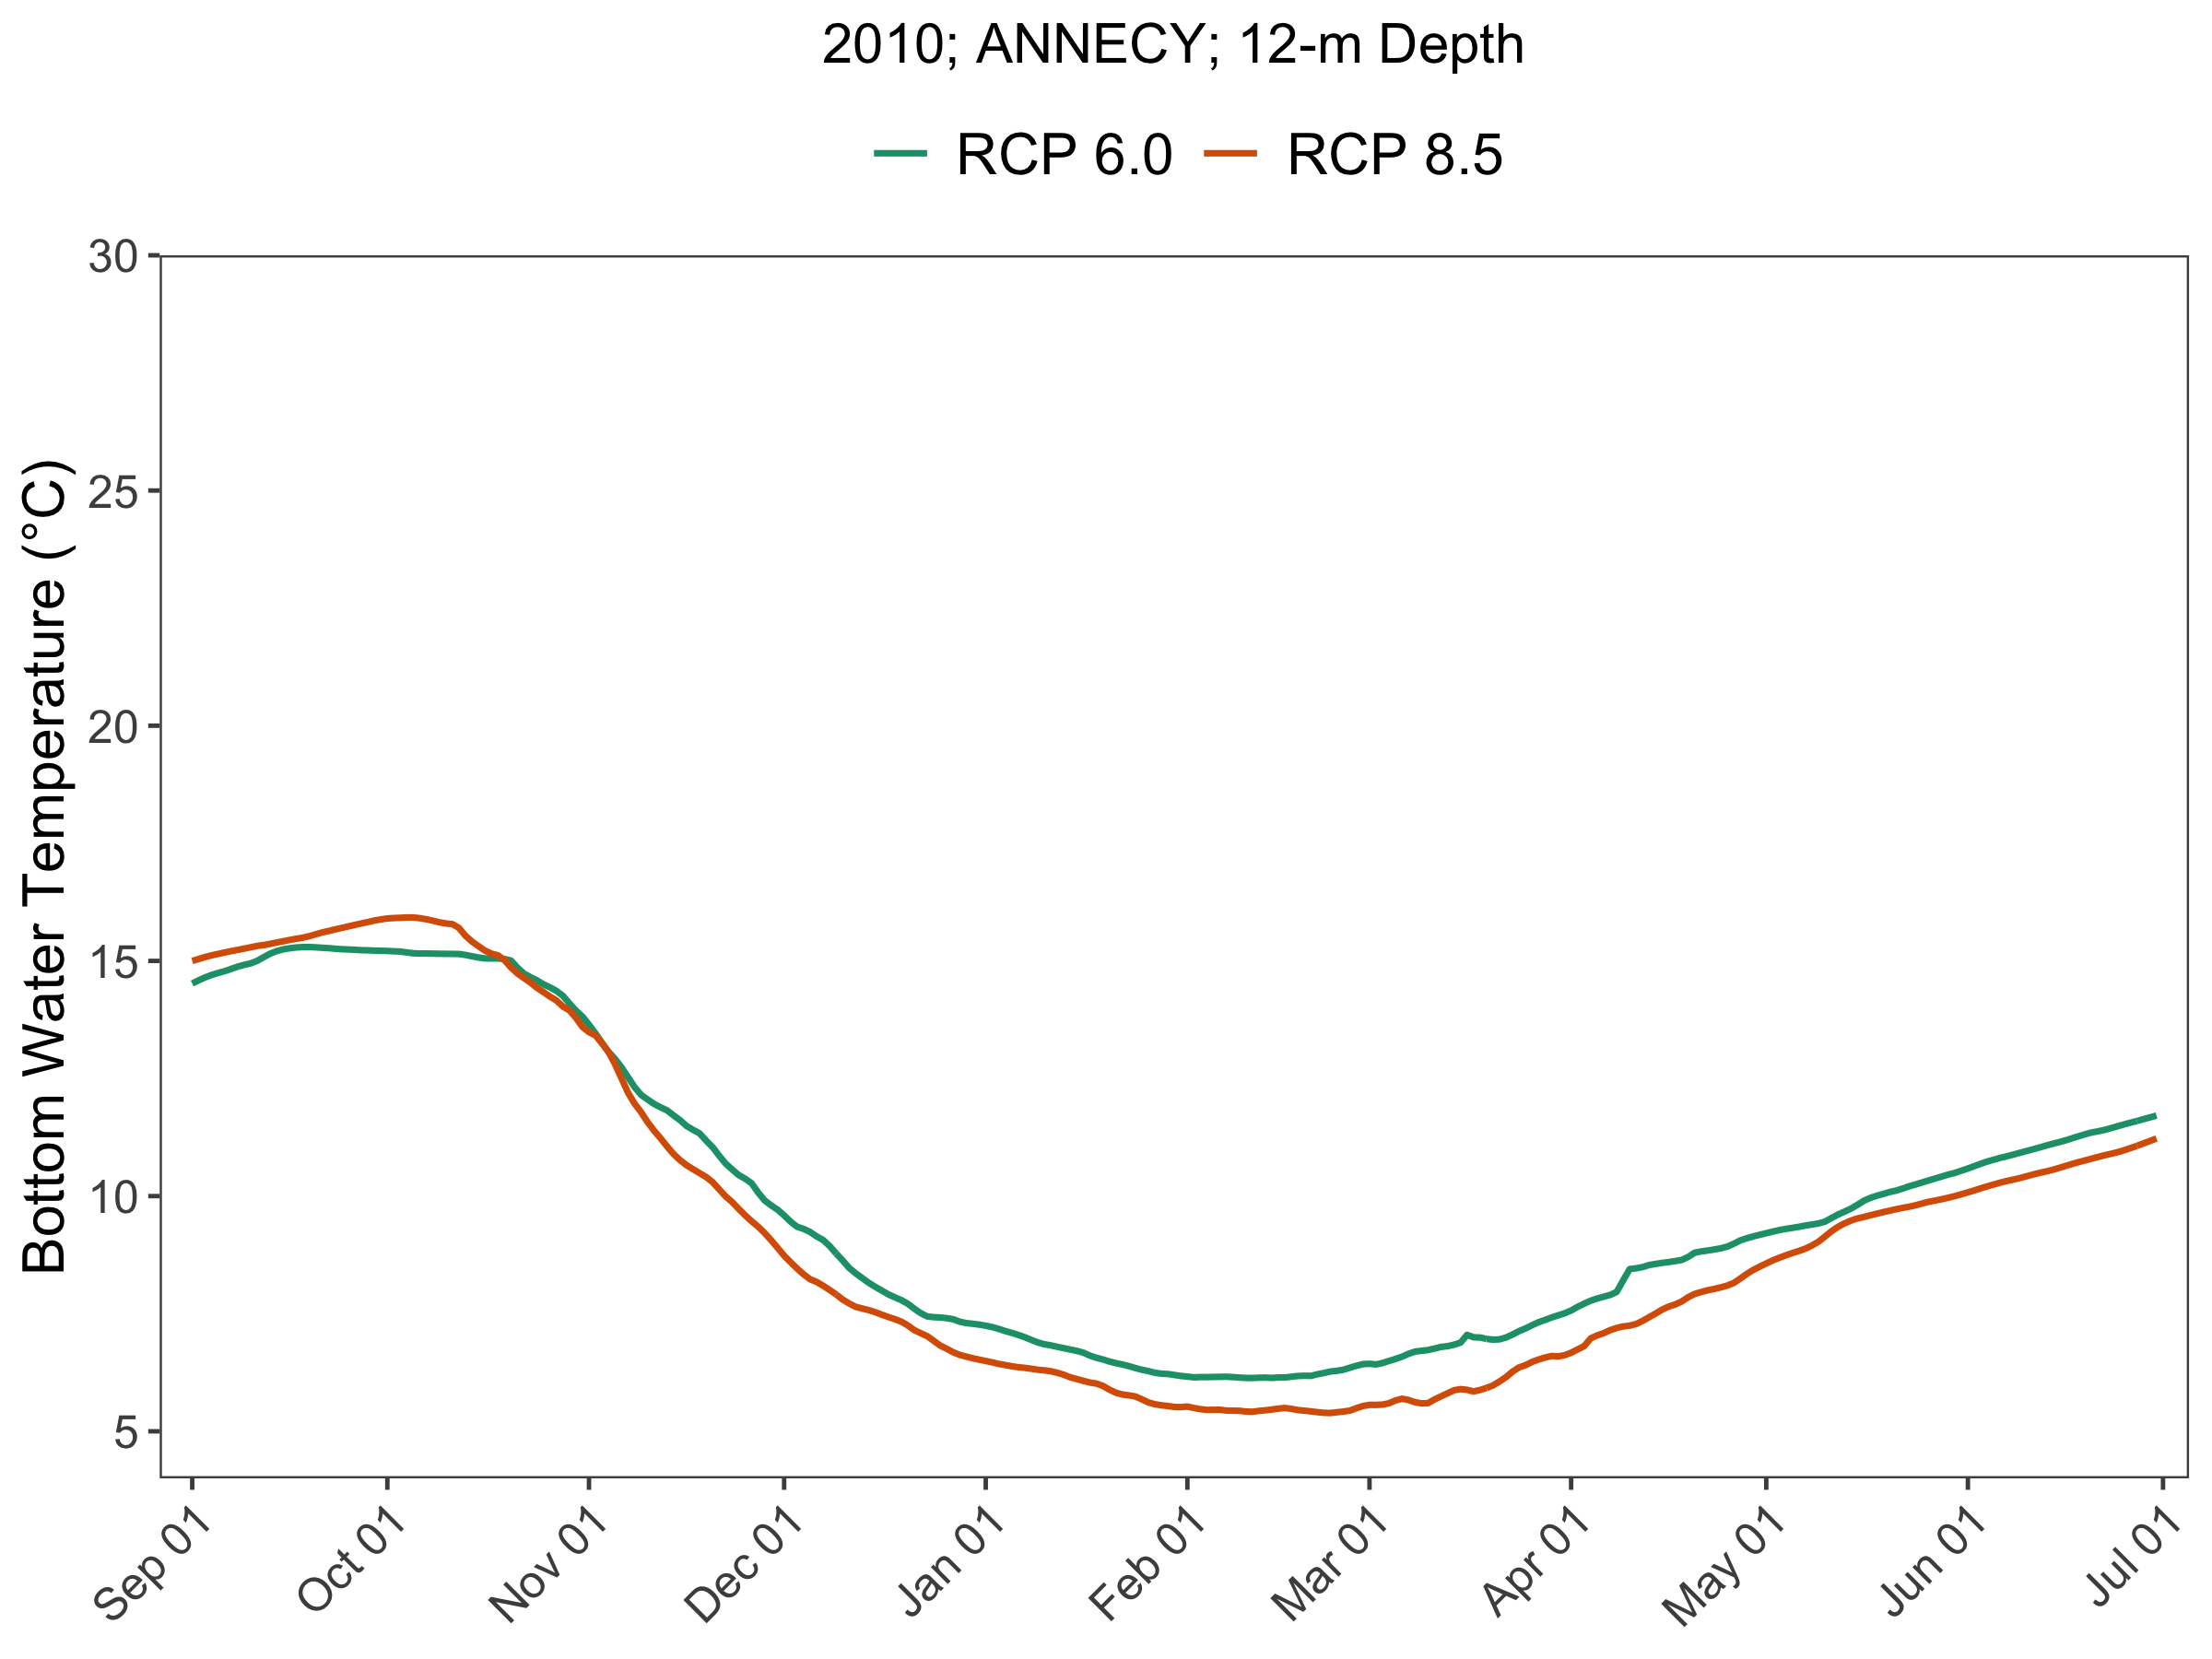 2010; ANNECY; 12-m Depth
RCP 6.0 RCP 8.5
Bottom Water Temperature (°C)
30
25
20
15
10
5
Sep 01 Oct 01 Nov 01 Dec 01 Jan 01 Feb 01 Mar 01 Apr 01 May 01 Jun 01 Jul 01